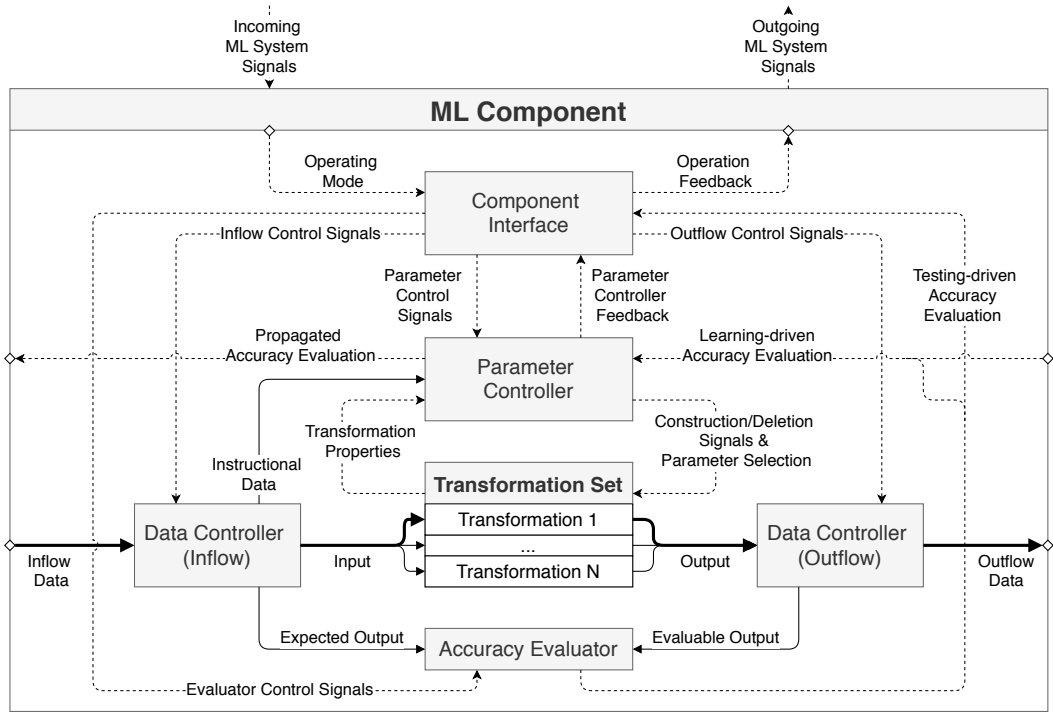 Incoming
ML System
Signals
Outgoing
ML System
Signals
ML Component
Operating
Mode
Operation
Feedback
Component
Interface
Inflow Control Signals
Outflow Control Signals
Parameter
Control
Signals
Parameter
Controller
Feedback
Testing-driven
Accuracy
Evaluation
Propagated
Accuracy Evaluation
Learning-driven
Accuracy Evaluation
Parameter
Controller
Transformation
Properties
Construction/Deletion
Signals &
Parameter Selection
Instructional
Data
Transformation Set
Transformation 1
...
Transformation N
Data Controller
(Inflow)
Data Controller
(Outflow)
Inflow
Data
Input
Output
Outflow
Data
Expected Output
Accuracy Evaluator
Evaluable Output
Evaluator Control Signals